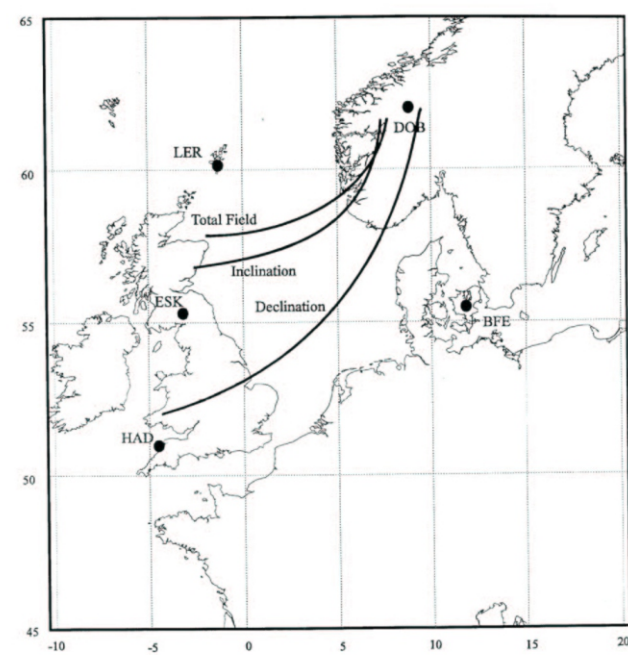 65
LER
DOB
60
Total Field
Inclination
ESK
Declination
55
BFE
HAD
50
45
-10
-5
0
5
10
15
20